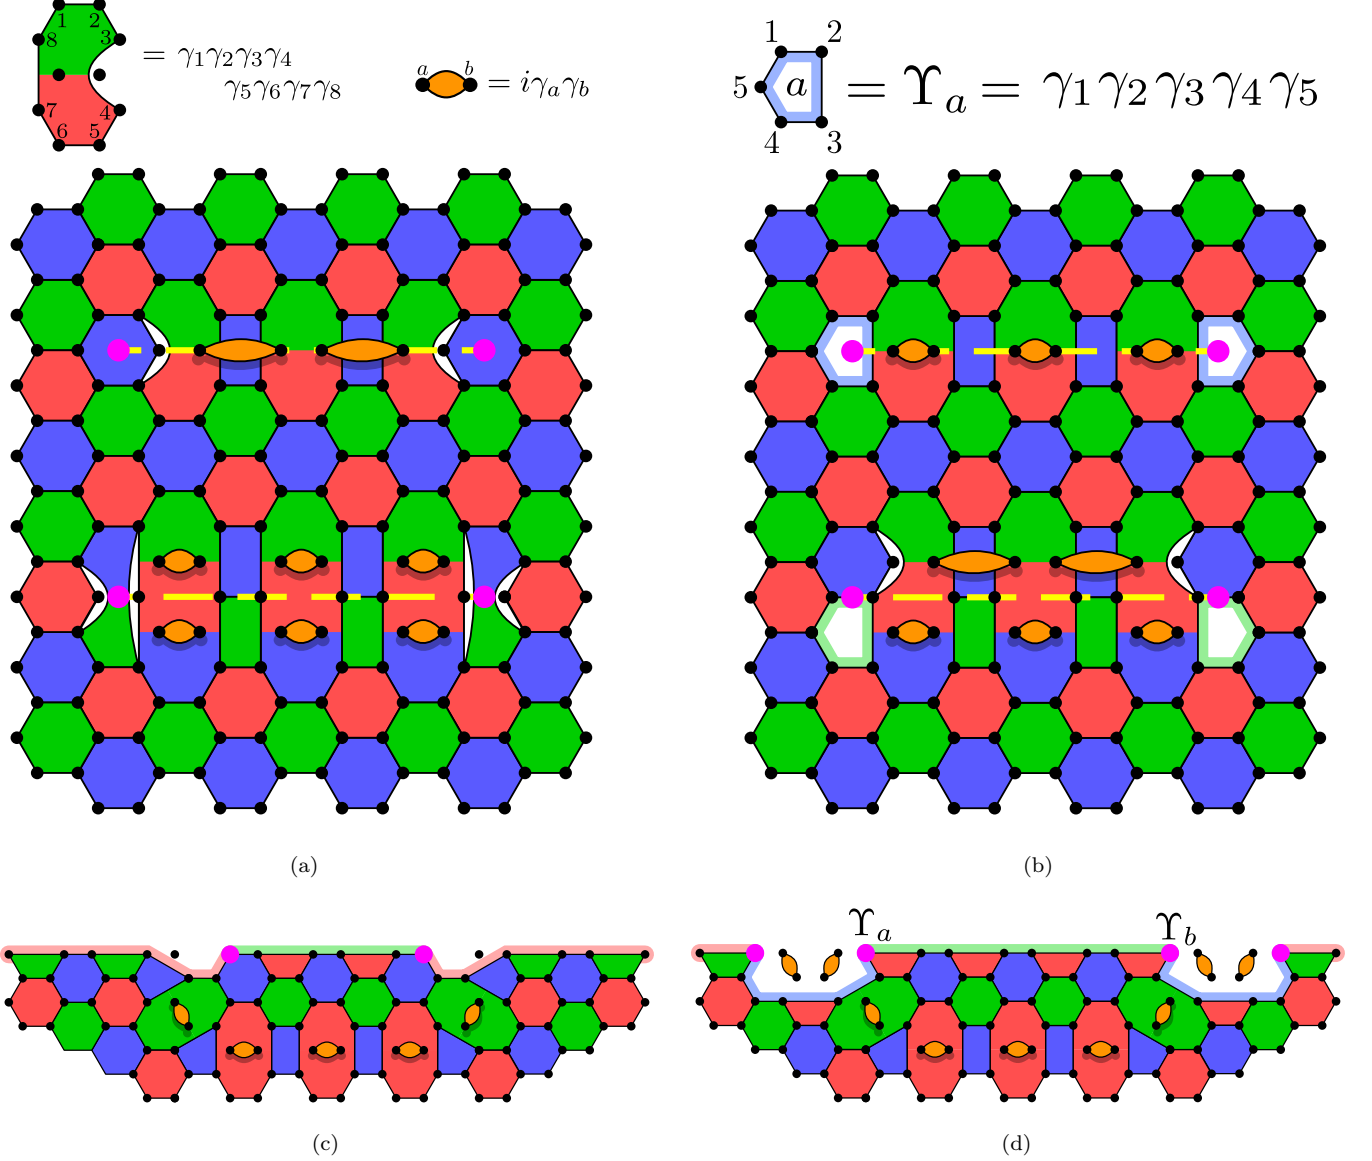 1 2
8 3
7 4
6 5
= γ₁γ₂γ₃γ₄
γ₅γ₆γ₇γ₈
a b = iγₐγ_b
1 2
5 a = Υₐ = γ₁γ₂γ₃γ₄γ₅
4 3
(a) (b)
Υₐ Υ_b
(c) (d)